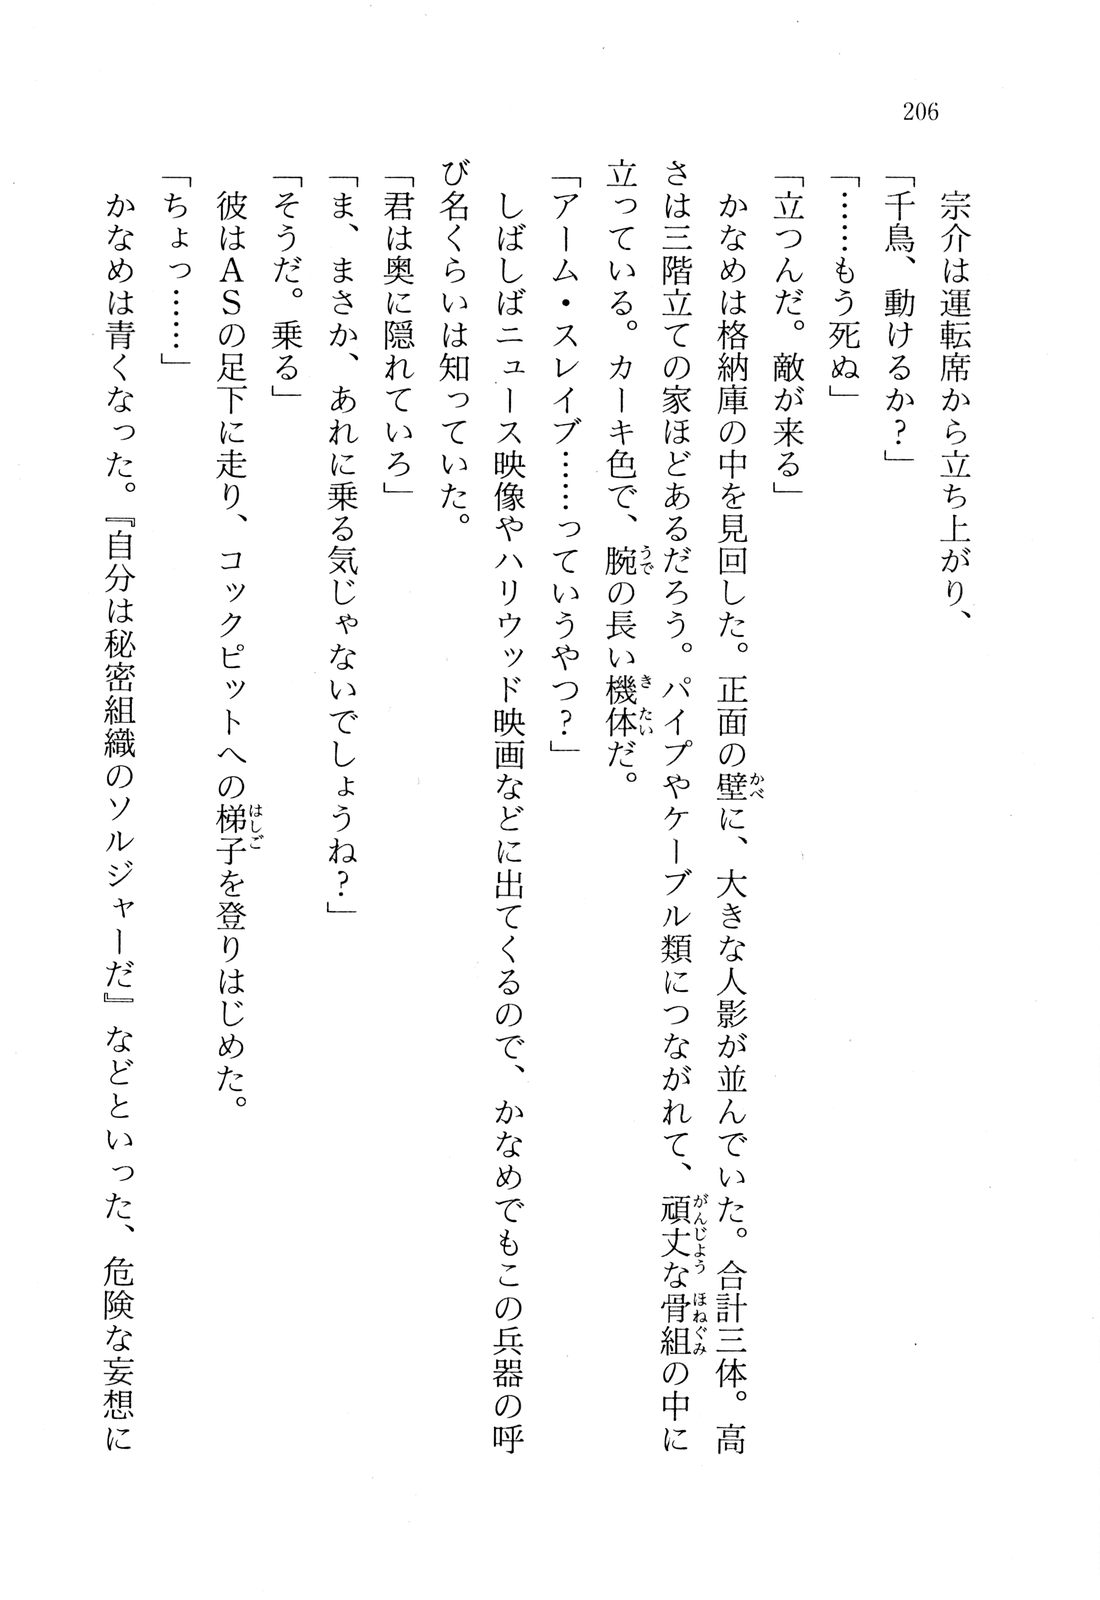 206
宗介は運転席から立ち上がり、
「千鳥、動けるか?」
「……もう死ぬ」
「立つんだ。敵が来る」
かなめは格納庫の中を見回した。正面の壁に、大きな人影が並んでいた。合計三体。高
さは三階立ての家ほどあるだろう。パイプやケーブル類につながれて、頑丈な骨組の中に
立っている。カーキ色で、腕の長い機体だ。
「アーム・スレイブ……っていうやつ?」
しばしばニュース映像やハリウッド映画などに出てくるので、かなめでもこの兵器の呼
び名くらいは知っていた。
「君は奥に隠れていろ」
「ま、まさか、あれに乗る気じゃないでしょうね?」
「そうだ。乗る」
彼はASの足下に走り、コックピットへの梯子を登りはじめた。
「ちょっ……」
かなめは青くなった。『自分は秘密組織のソルジャーだ』などといった、危険な妄想に